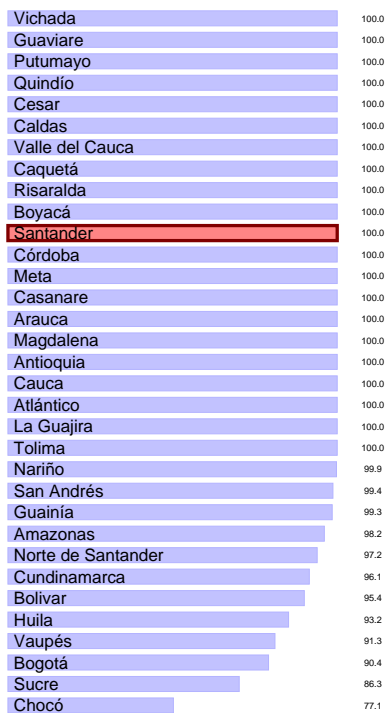 Vichada 100.0
Guaviare 100.0
Putumayo 100.0
Quindío 100.0
Cesar 100.0
Caldas 100.0
Valle del Cauca 100.0
Caquetá 100.0
Risaralda 100.0
Boyacá 100.0
Santander 100.0
Córdoba 100.0
Meta 100.0
Casanare 100.0
Arauca 100.0
Magdalena 100.0
Antioquia 100.0
Cauca 100.0
Atlántico 100.0
La Guajira 100.0
Tolima 100.0
Nariño 99.9
San Andrés 99.4
Guainía 99.3
Amazonas 98.2
Norte de Santander 97.2
Cundinamarca 96.1
Bolivar 95.4
Huila 93.2
Vaupés 91.3
Bogotá 90.4
Sucre 86.3
Chocó 77.1